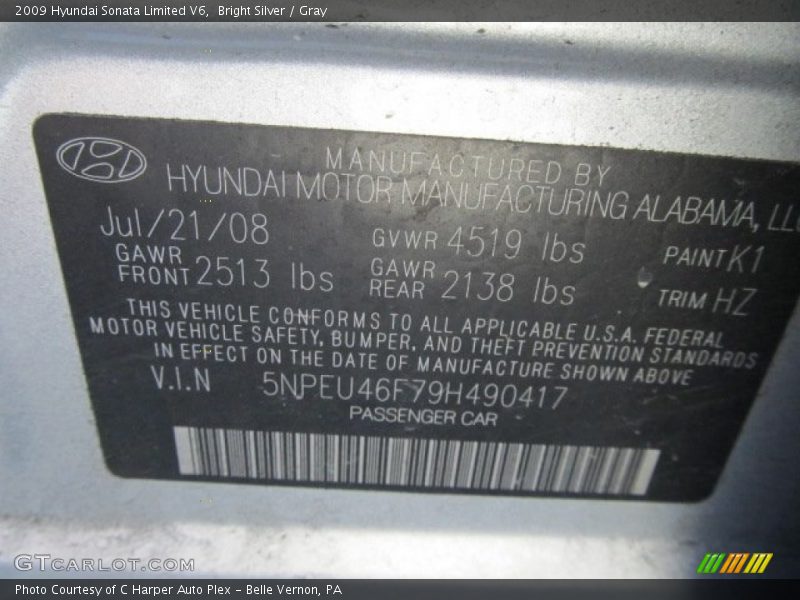 2009 Hyundai Sonata Limited V6,  Bright Silver / Gray
MANUFACTURED BY
HYUNDAI MOTOR MANUFACTURING ALABAMA, LLC
Jul/21/08 GVWR 4519 lbs PAINT K1
GAWR FRONT 2513 lbs GAWR REAR 2138 lbs TRIM HZ
THIS VEHICLE CONFORMS TO ALL APPLICABLE U.S.A. FEDERAL
MOTOR VEHICLE SAFETY, BUMPER, AND THEFT PREVENTION STANDARDS
IN EFFECT ON THE DATE OF MANUFACTURE SHOWN ABOVE
V.I.N 5NPEU46F79H490417
PASSENGER CAR
GTCARLOT.COM
Photo Courtesy of C Harper Auto Plex - Belle Vernon, PA